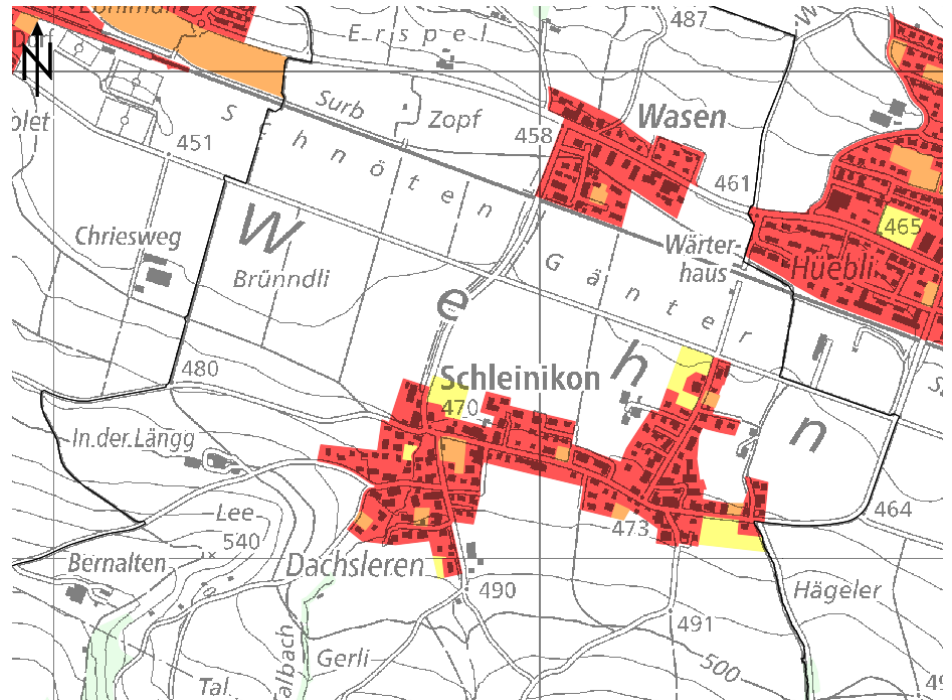 N
Erspel
487
Surb
Zopf
458
Wasen
451
Schnöten
461
465
Chriesweg
W
Brünndli
Wärter-
haus
Hüebli
Gänter
e
480
Schleinikon
470
h
n
l
In.der.Längg
Lee
540
473
464
Bernalten
Dachsleren
490
Hägeler
491
Gerli
500
Tal